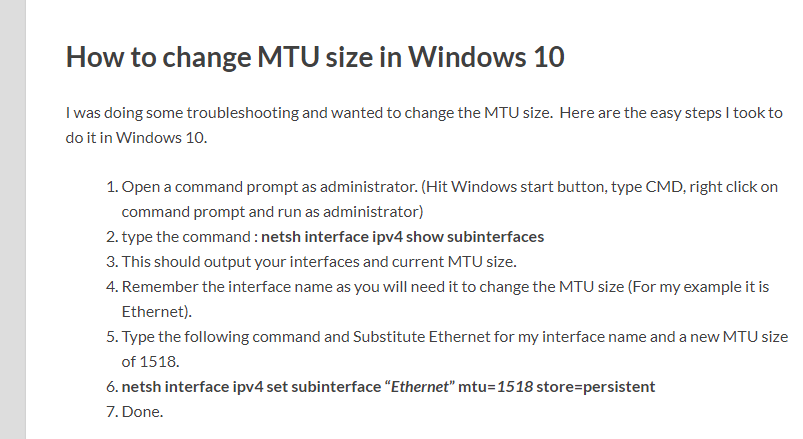 How to change MTU size in Windows 10
I was doing some troubleshooting and wanted to change the MTU size.  Here are the easy steps I took to
do it in Windows 10.
1. Open a command prompt as administrator. (Hit Windows start button, type CMD, right click on
command prompt and run as administrator)
2. type the command : netsh interface ipv4 show subinterfaces
3. This should output your interfaces and current MTU size.
4. Remember the interface name as you will need it to change the MTU size (For my example it is
Ethernet).
5. Type the following command and Substitute Ethernet for my interface name and a new MTU size
of 1518.
6. netsh interface ipv4 set subinterface “Ethernet” mtu=1518 store=persistent
7. Done.